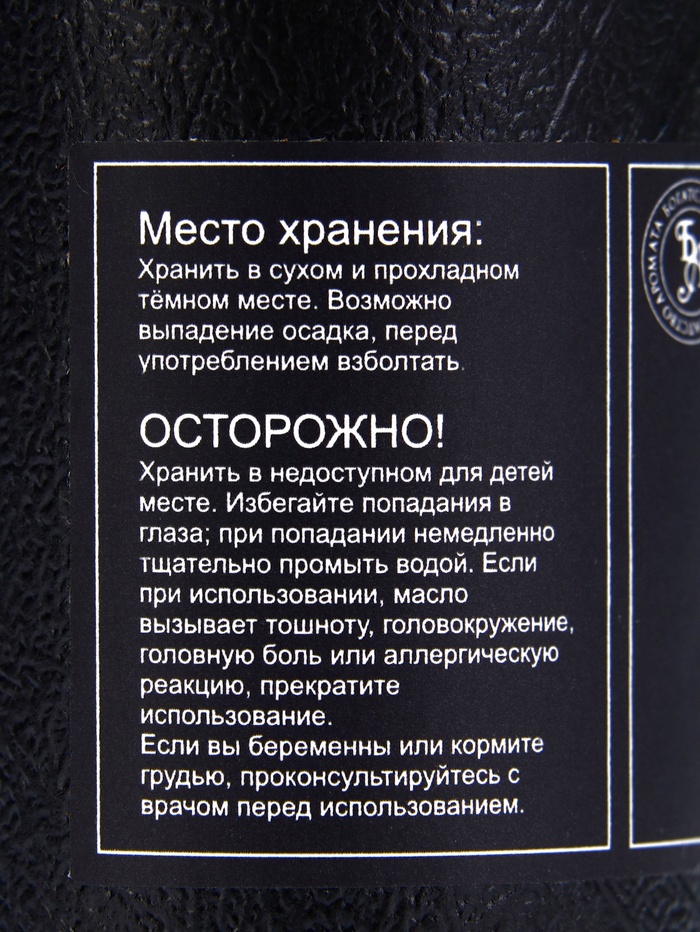 Место хранения:
Хранить в сухом и прохладном
тёмном месте. Возможно
выпадение осадка, перед
употреблением взболтать.
ОСТОРОЖНО!
Хранить в недоступном для детей
месте. Избегайте попадания в
глаза; при попадании немедленно
тщательно промыть водой. Если
при использовании, масло
вызывает тошноту, головокружение,
головную боль или аллергическую
реакцию, прекратите
использование.
Если вы беременны или кормите
грудью, проконсультируйтесь с
врачом перед использованием.
АРОМАТА